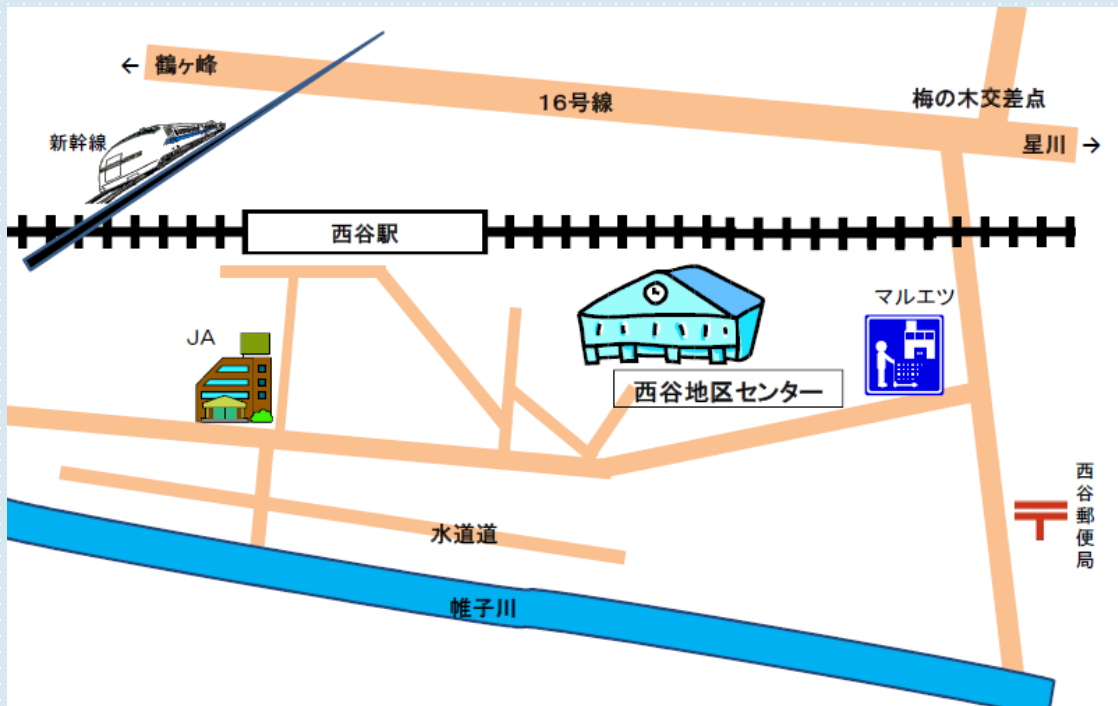 ← 鶴ヶ峰
16号線
梅の木交差点
星川 →
新幹線
西谷駅
マルエツ
JA
西谷地区センター
西谷郵便局
水道道
帷子川